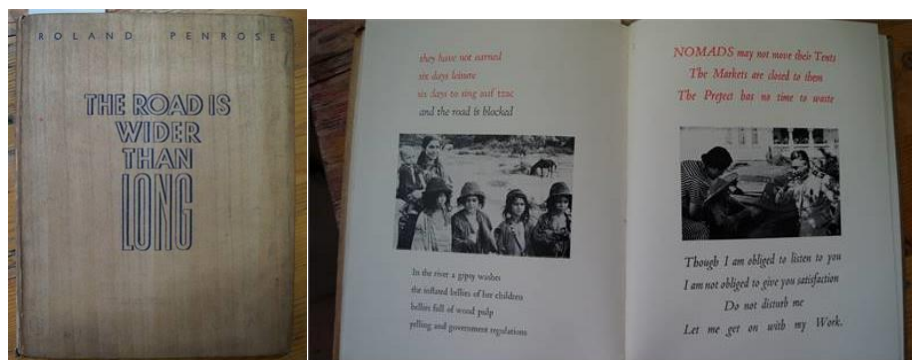 ROLAND PENROSE
THE ROAD IS
WIDER
THAN
LONG
they have not earned
six days leisure
six days to sing auf tzac
and the road is blocked
In the river a gipsy washes
the inflated bellies of her children
bellies full of wood pulp
yelling and government regulations
NOMADS may not move their Tents
The Markets are closed to them
The Prefect has no time to waste
Though I am obliged to listen to you
I am not obliged to give you satisfaction
Do not disturb me
Let me get on with my Work.